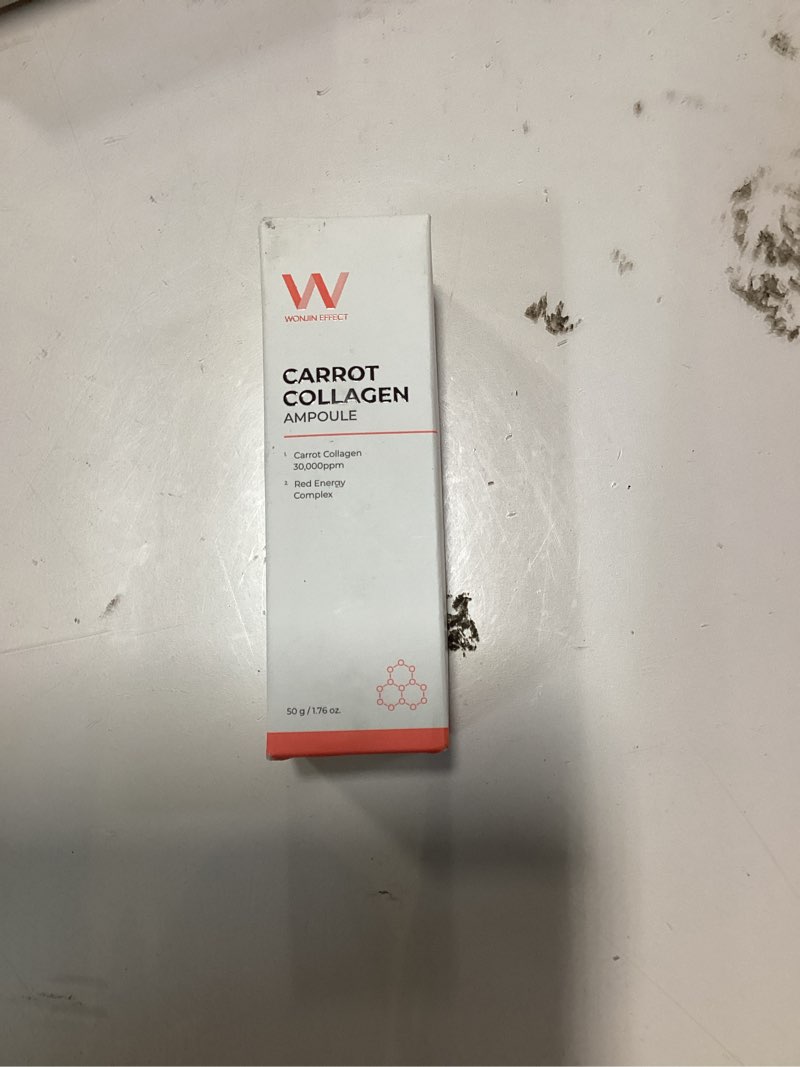 W
WONJIN EFFECT
CARROT
COLLAGEN
AMPOULE
1. Carrot Collagen
30,000ppm
2. Red Energy
Complex
50 g / 1.76 oz.